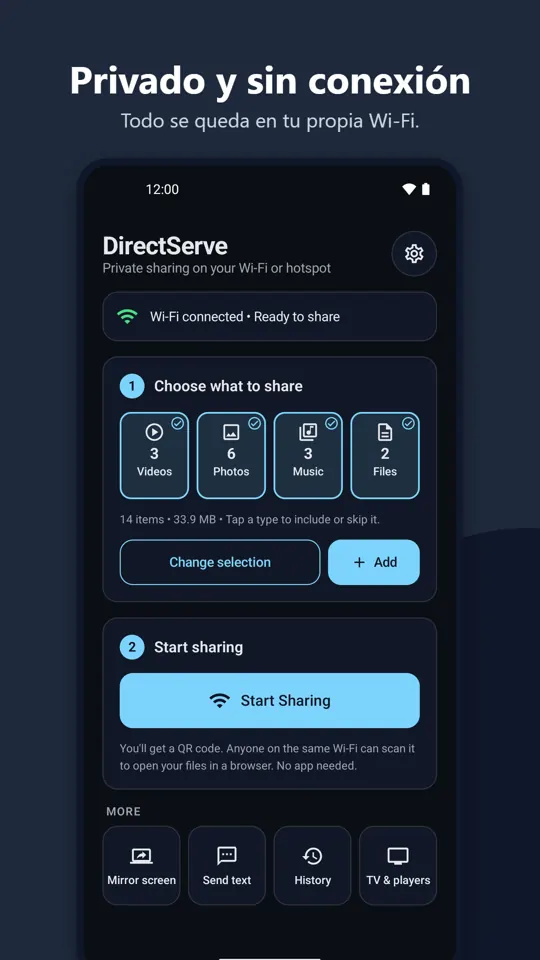 Privado y sin conexión
Todo se queda en tu propia Wi-Fi.
12:00
DirectServe
Private sharing on your Wi-Fi or hotspot
Wi-Fi connected • Ready to share
1 Choose what to share
3 6 3 2
Videos Photos Music Files
14 items • 33.9 MB • Tap a type to include or skip it.
Change selection + Add
2 Start sharing
Start Sharing
You'll get a QR code. Anyone on the same Wi-Fi can scan it
to open your files in a browser. No app needed.
MORE
Mirror screen Send text History TV & players